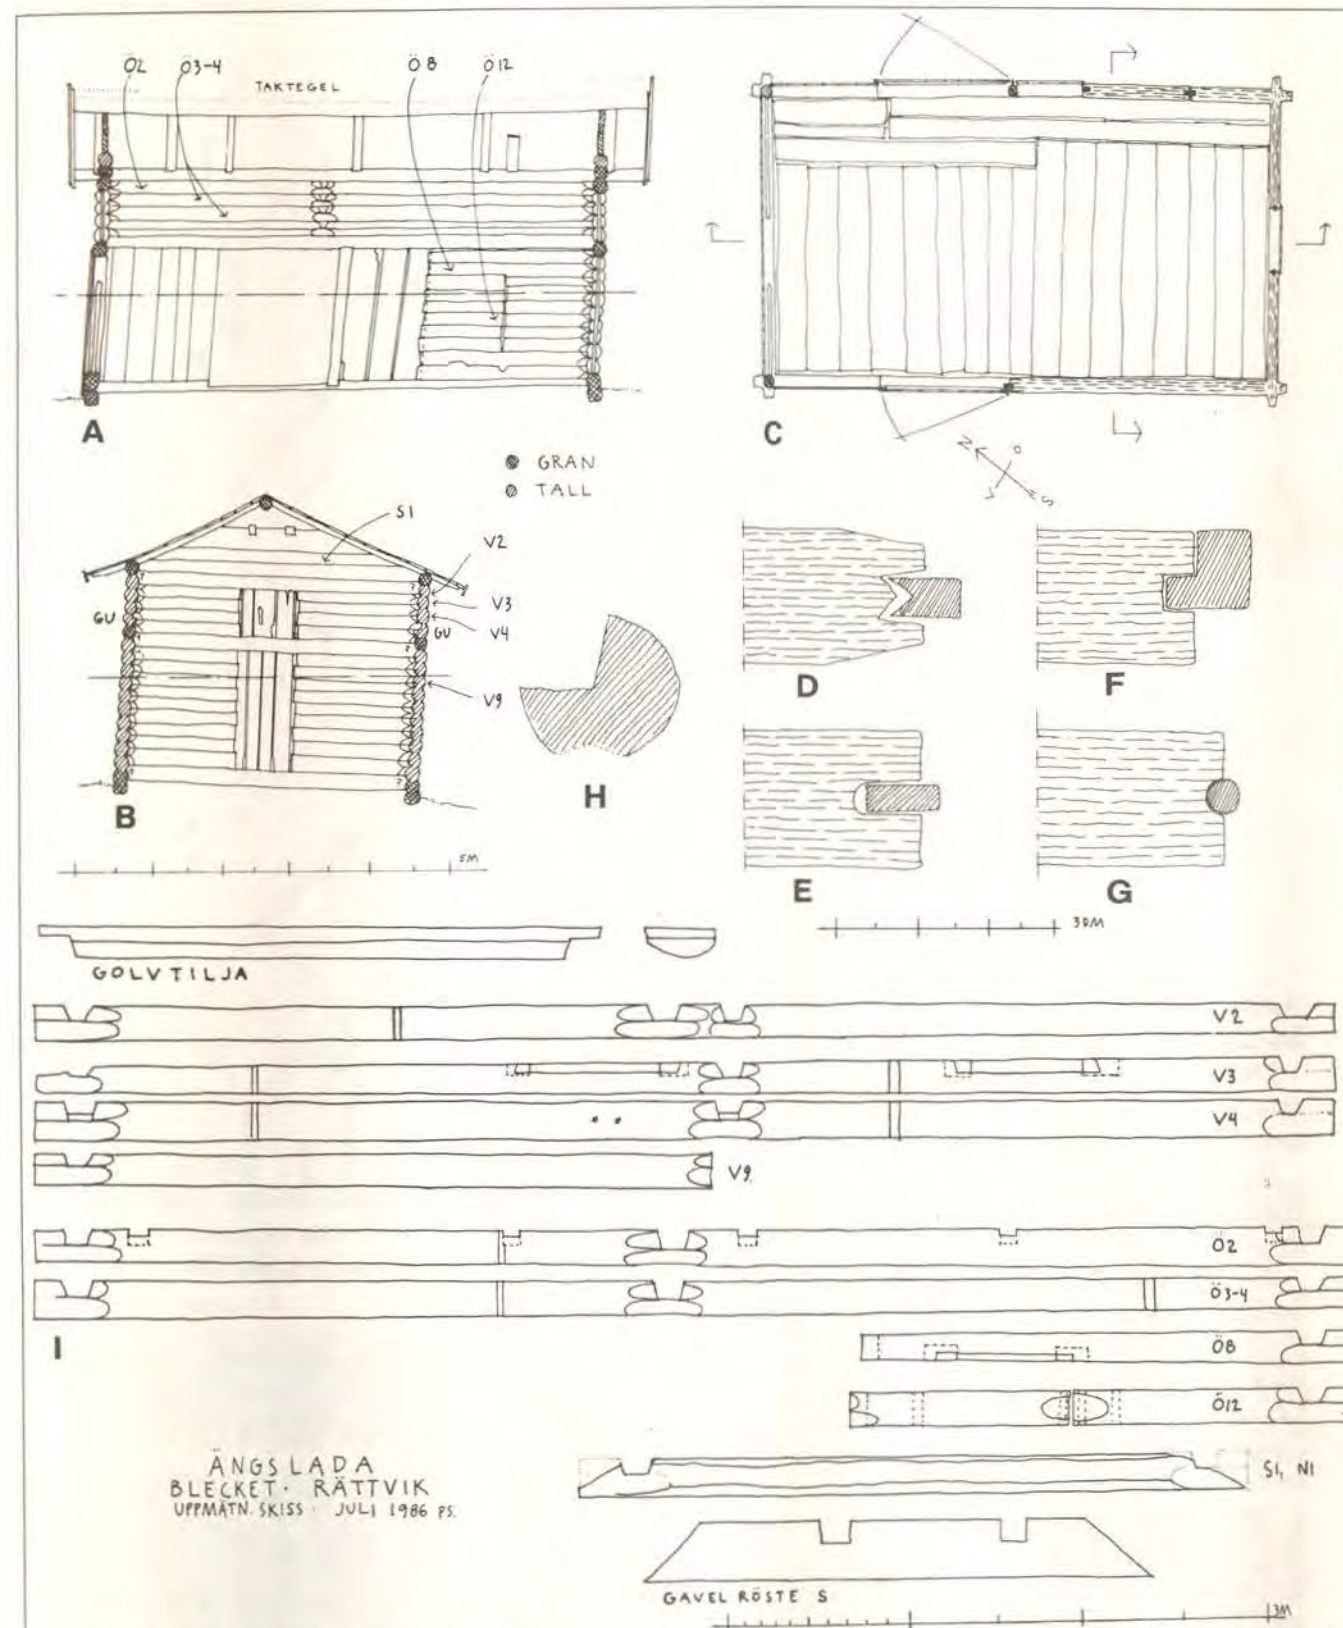 Ö2 Ö3-4 Ö8 Ö12
TAKTEGEL
A
C
GRAN
TALL
N
Ö
V
S
S1
V2
V3
V4
V9
GU
GU
B
H
D
F
E
G
5M
3DM
GOLVTILJA
V2
V3
V4
V9.
Ö2
Ö3-4
Ö8
Ö12
I
ÄNGSLADA
BLECKET · RÄTTVIK
UPPMÄTN. SKISS · JULI 1986 PS.
S1, N1
GAVELRÖSTE S
3M